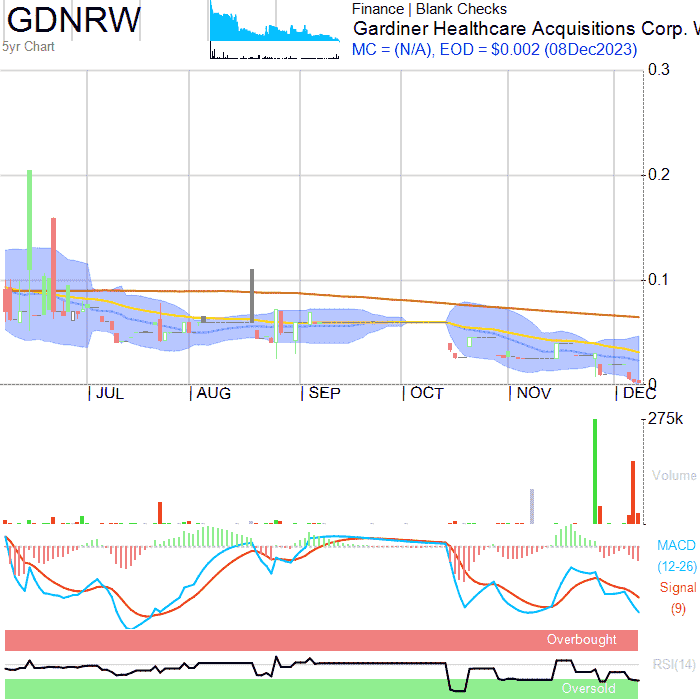 GDNRW
5yr Chart
Finance | Blank Checks
Gardiner Healthcare Acquisitions Corp. W
MC = (N/A), EOD = $0.002 (08Dec2023)
0.3
0.2
0.1
0
JUL
AUG
SEP
OCT
NOV
DEC
275k
Volume
MACD
(12-26)
Signal
(9)
Overbought
RSI(14)
Oversold